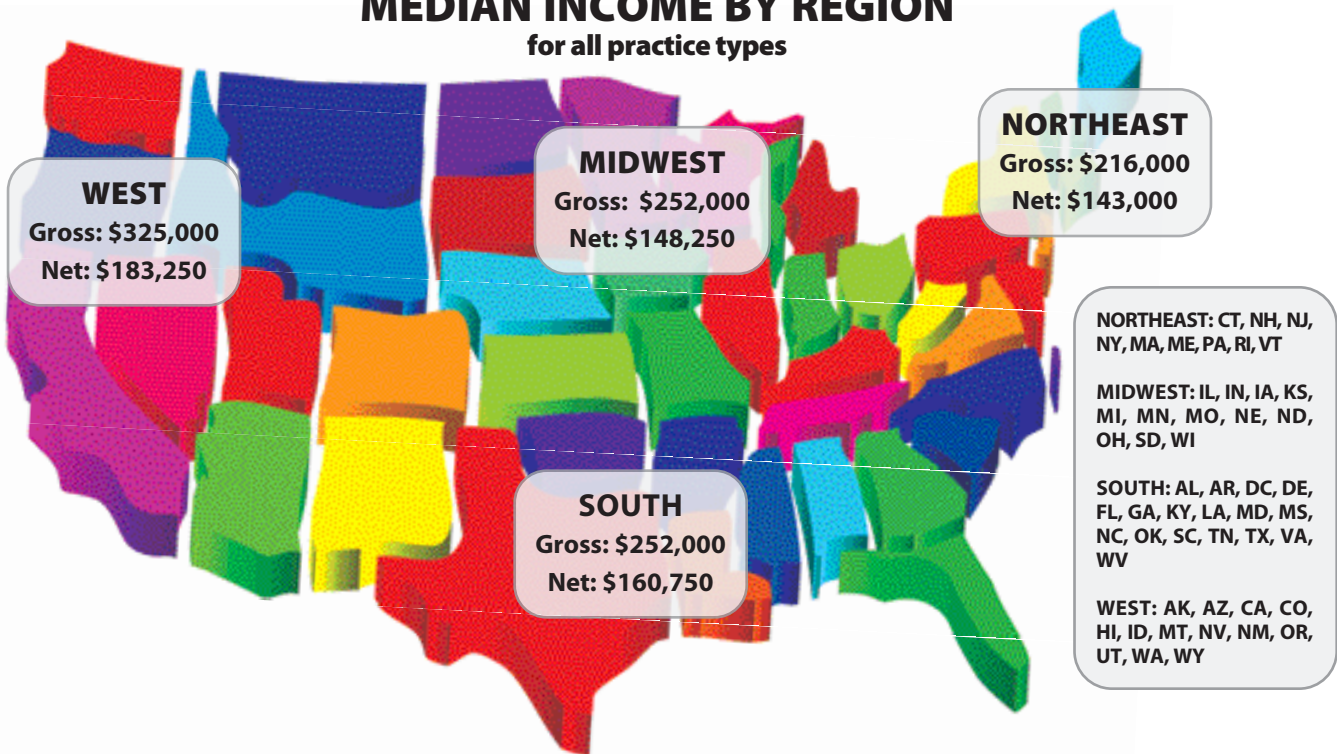 MEDIAN INCOME BY REGION
for all practice types
WEST
Gross: $325,000
Net: $183,250
MIDWEST
Gross: $252,000
Net: $148,250
NORTHEAST
Gross: $216,000
Net: $143,000
SOUTH
Gross: $252,000
Net: $160,750
NORTHEAST: CT, NH, NJ,
NY, MA, ME, PA, RI, VT
MIDWEST: IL, IN, IA, KS,
MI, MN, MO, NE, ND,
OH, SD, WI
SOUTH: AL, AR, DC, DE,
FL, GA, KY, LA, MD, MS,
NC, OK, SC, TN, TX, VA,
WV
WEST: AK, AZ, CA, CO,
HI, ID, MT, NV, NM, OR,
UT, WA, WY